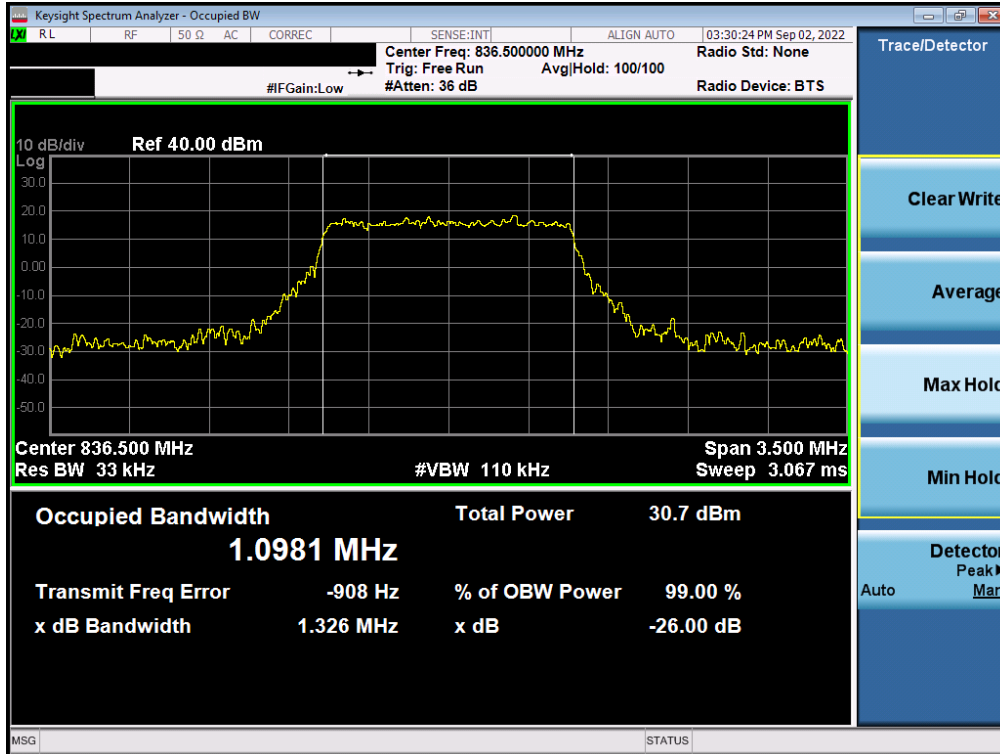 Keysight Spectrum Analyzer - Occupied BW
LXI RL RF 50 Ω AC CORREC SENSE:INT ALIGN AUTO 03:30:24 PM Sep 02, 2022
Center Freq: 836.500000 MHz Radio Std: None
Trig: Free Run Avg|Hold: 100/100
#IFGain:Low #Atten: 36 dB Radio Device: BTS
Trace/Detector
10 dB/div Ref 40.00 dBm
Log
30.0
20.0
10.0
0.00
-10.0
-20.0
-30.0
-40.0
-50.0
Center 836.500 MHz Span 3.500 MHz
Res BW 33 kHz #VBW 110 kHz Sweep 3.067 ms
Occupied Bandwidth Total Power 30.7 dBm
1.0981 MHz
Transmit Freq Error -908 Hz % of OBW Power 99.00 %
x dB Bandwidth 1.326 MHz x dB -26.00 dB
Clear Write
Average
Max Hold
Min Hold
Detector
Peak▶
Auto Man
MSG STATUS